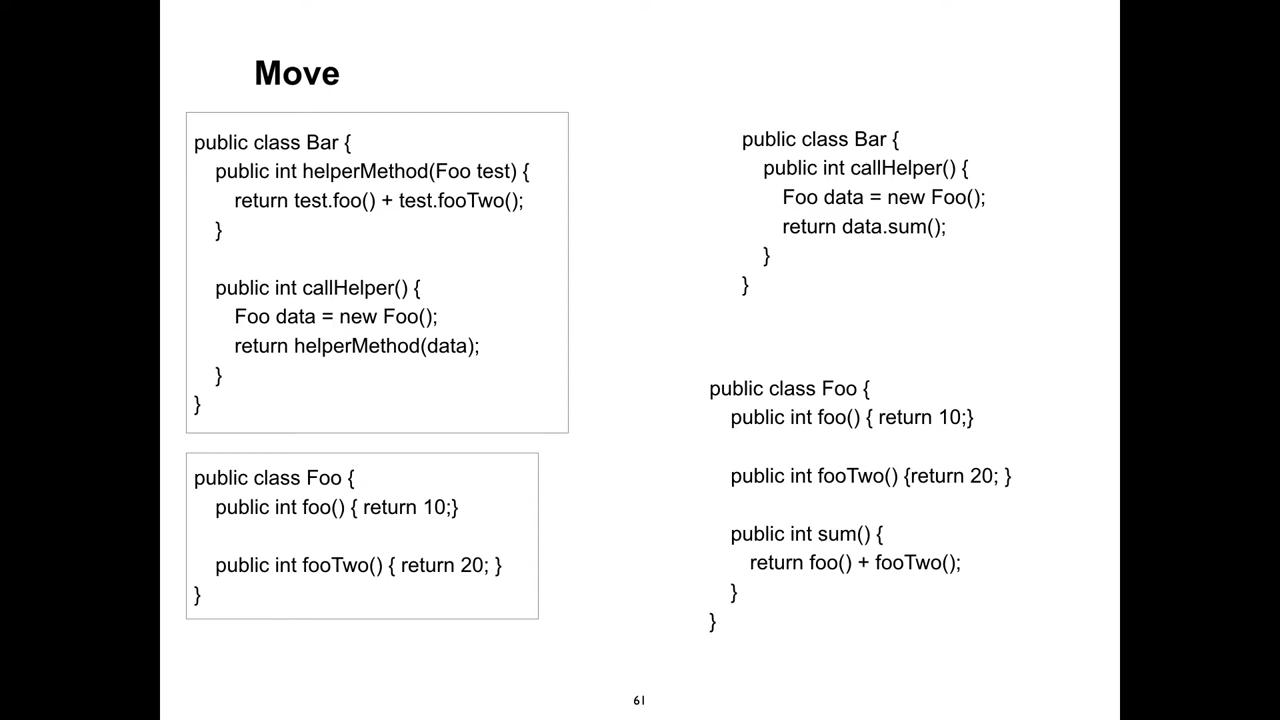 Move
public class Bar {
public int helperMethod(Foo test) {
return test.foo() + test.fooTwo();
}
public int callHelper() {
Foo data = new Foo();
return helperMethod(data);
}
}
public class Foo {
public int foo() { return 10;}
public int fooTwo() { return 20; }
}
public class Bar {
public int callHelper() {
Foo data = new Foo();
return data.sum();
}
}
public class Foo {
public int foo() { return 10;}
public int fooTwo() {return 20; }
public int sum() {
return foo() + fooTwo();
}
}
61